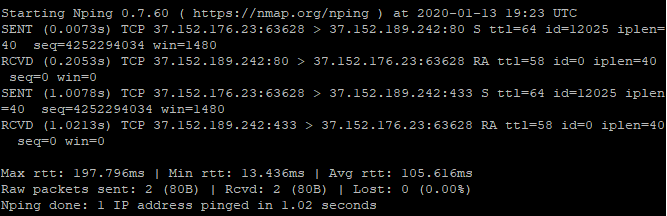 Starting Nping 0.7.60 ( https://nmap.org/nping ) at 2020-01-13 19:23 UTC
SENT (0.0073s) TCP 37.152.176.23:63628 > 37.152.189.242:80 S ttl=64 id=12025 iplen=
40  seq=4252294034 win=1480
RCVD (0.2053s) TCP 37.152.189.242:80 > 37.152.176.23:63628 RA ttl=58 id=0 iplen=40
 seq=0 win=0
SENT (1.0078s) TCP 37.152.176.23:63628 > 37.152.189.242:433 S ttl=64 id=12025 iplen
=40  seq=4252294034 win=1480
RCVD (1.0213s) TCP 37.152.189.242:433 > 37.152.176.23:63628 RA ttl=58 id=0 iplen=40
  seq=0 win=0
Max rtt: 197.796ms | Min rtt: 13.436ms | Avg rtt: 105.616ms
Raw packets sent: 2 (80B) | Rcvd: 2 (80B) | Lost: 0 (0.00%)
Nping done: 1 IP address pinged in 1.02 seconds